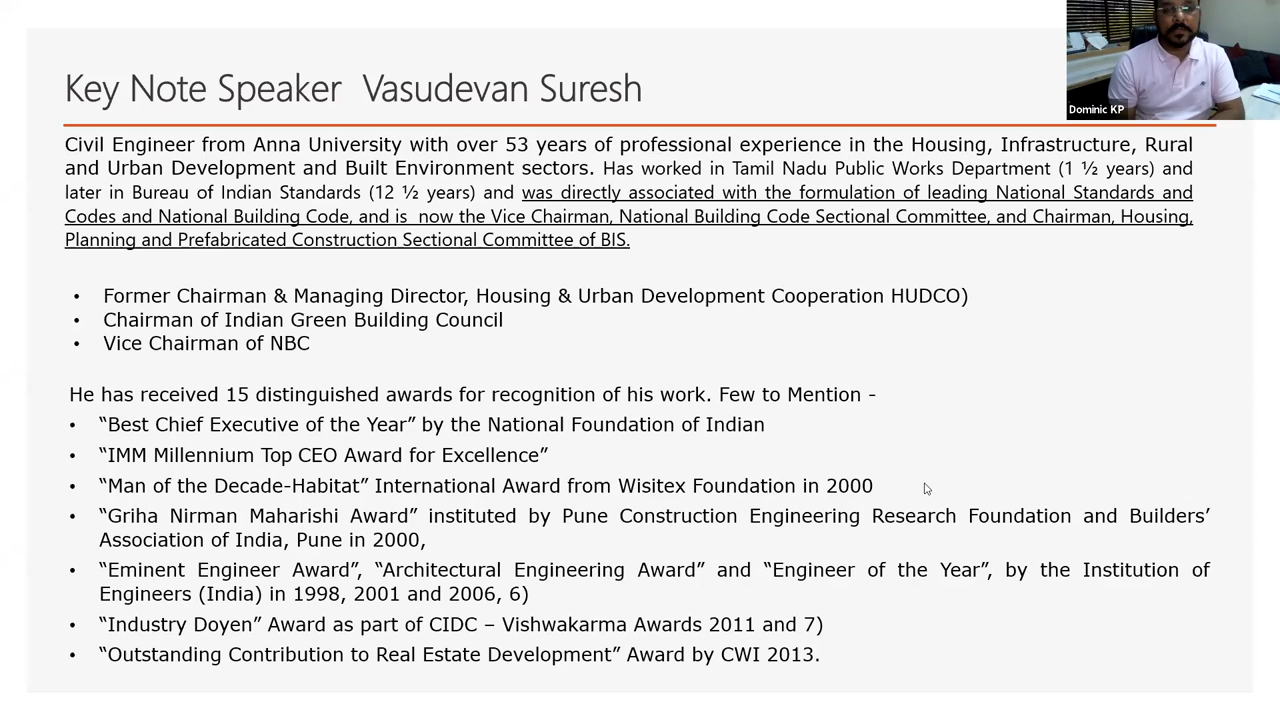 Key Note Speaker  Vasudevan Suresh
Dominic KP
Civil Engineer from Anna University with over 53 years of professional experience in the Housing, Infrastructure, Rural
and Urban Development and Built Environment sectors. Has worked in Tamil Nadu Public Works Department (1 ½ years) and
later in Bureau of Indian Standards (12 ½ years) and was directly associated with the formulation of leading National Standards and
Codes and National Building Code, and is  now the Vice Chairman, National Building Code Sectional Committee, and Chairman, Housing,
Planning and Prefabricated Construction Sectional Committee of BIS.
• Former Chairman & Managing Director, Housing & Urban Development Cooperation HUDCO)
• Chairman of Indian Green Building Council
• Vice Chairman of NBC
He has received 15 distinguished awards for recognition of his work. Few to Mention -
• “Best Chief Executive of the Year” by the National Foundation of Indian
• “IMM Millennium Top CEO Award for Excellence”
• “Man of the Decade-Habitat” International Award from Wisitex Foundation in 2000
• “Griha Nirman Maharishi Award” instituted by Pune Construction Engineering Research Foundation and Builders’
Association of India, Pune in 2000,
• “Eminent Engineer Award”, “Architectural Engineering Award” and “Engineer of the Year”, by the Institution of
Engineers (India) in 1998, 2001 and 2006, 6)
• “Industry Doyen” Award as part of CIDC – Vishwakarma Awards 2011 and 7)
• “Outstanding Contribution to Real Estate Development” Award by CWI 2013.